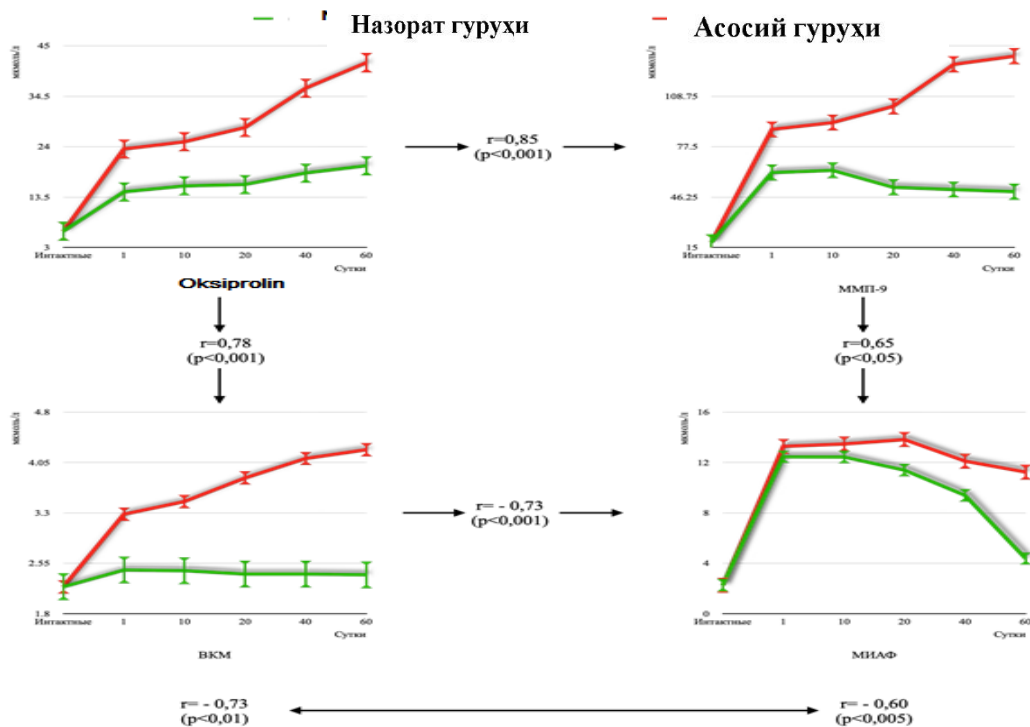 Назорат гуруҳи
Асосий гуруҳи
мкмоль/л
45
34.5
24
13.5
3
Интактные 1 10 20 40 60
Сутки
Oksiprolin
r=0,85
(p<0,001)
мкмоль/л
108.75
77.5
46.25
15
Интактные 1 10 20 40 60
Сутки
ММП-9
r=0,78
(p<0,001)
r=0,65
(p<0,05)
мкмоль/л
4.8
4.05
3.3
2.55
1.8
Интактные 1 10 20 40 60
Сутки
ВКМ
r= - 0,73
(p<0,001)
мкмоль/л
16
12
8
4
0
Интактные 1 10 20 40 60
Сутки
МИАФ
r= - 0,73
(p<0,01)
r= - 0,60
(p<0,005)